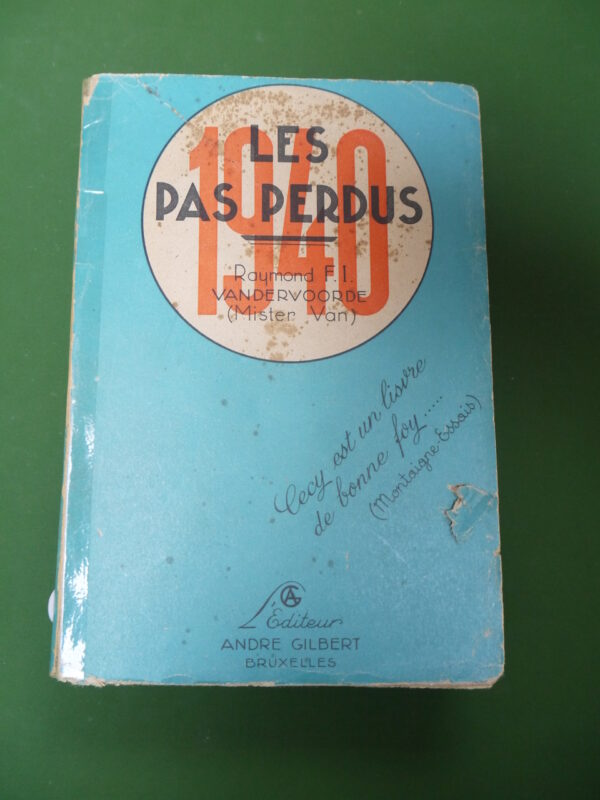 1940
LES
PAS PERDUS
Raymond F. I.
VANDERVOORDE
(Mister Van)
Cecy est un livre
de bonne foy.....
(Montaigne-Essais)
AG
L'Éditeur
ANDRE GILBERT
BRUXELLES